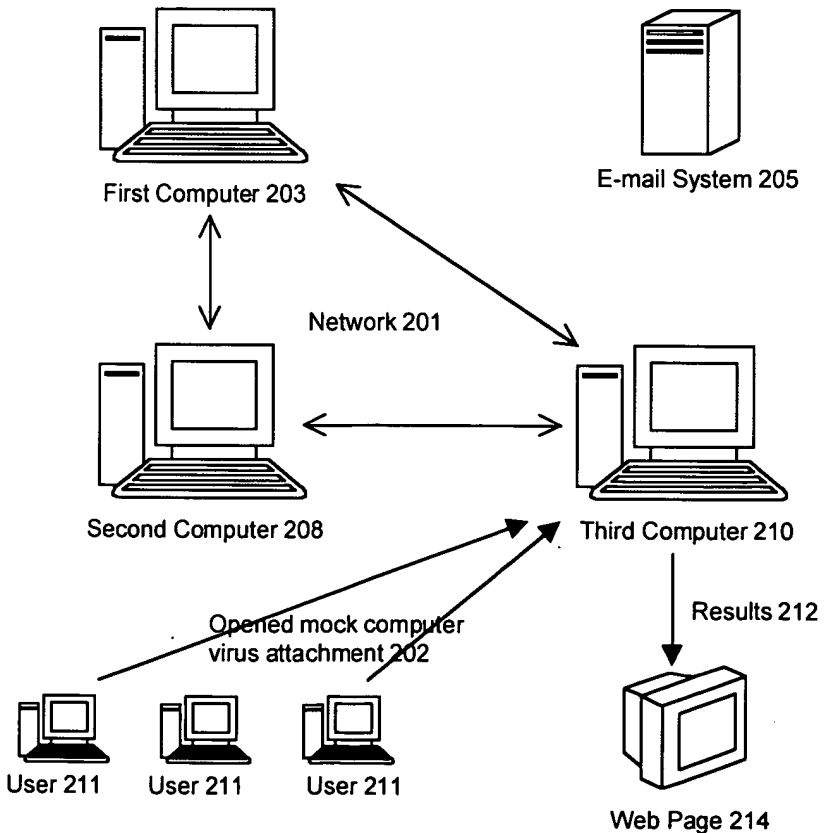 First Computer 203
E-mail System 205
Network 201
Second Computer 208
Third Computer 210
Opened mock computer
virus attachment 202
Results 212
User 211
User 211
User 211
Web Page 214